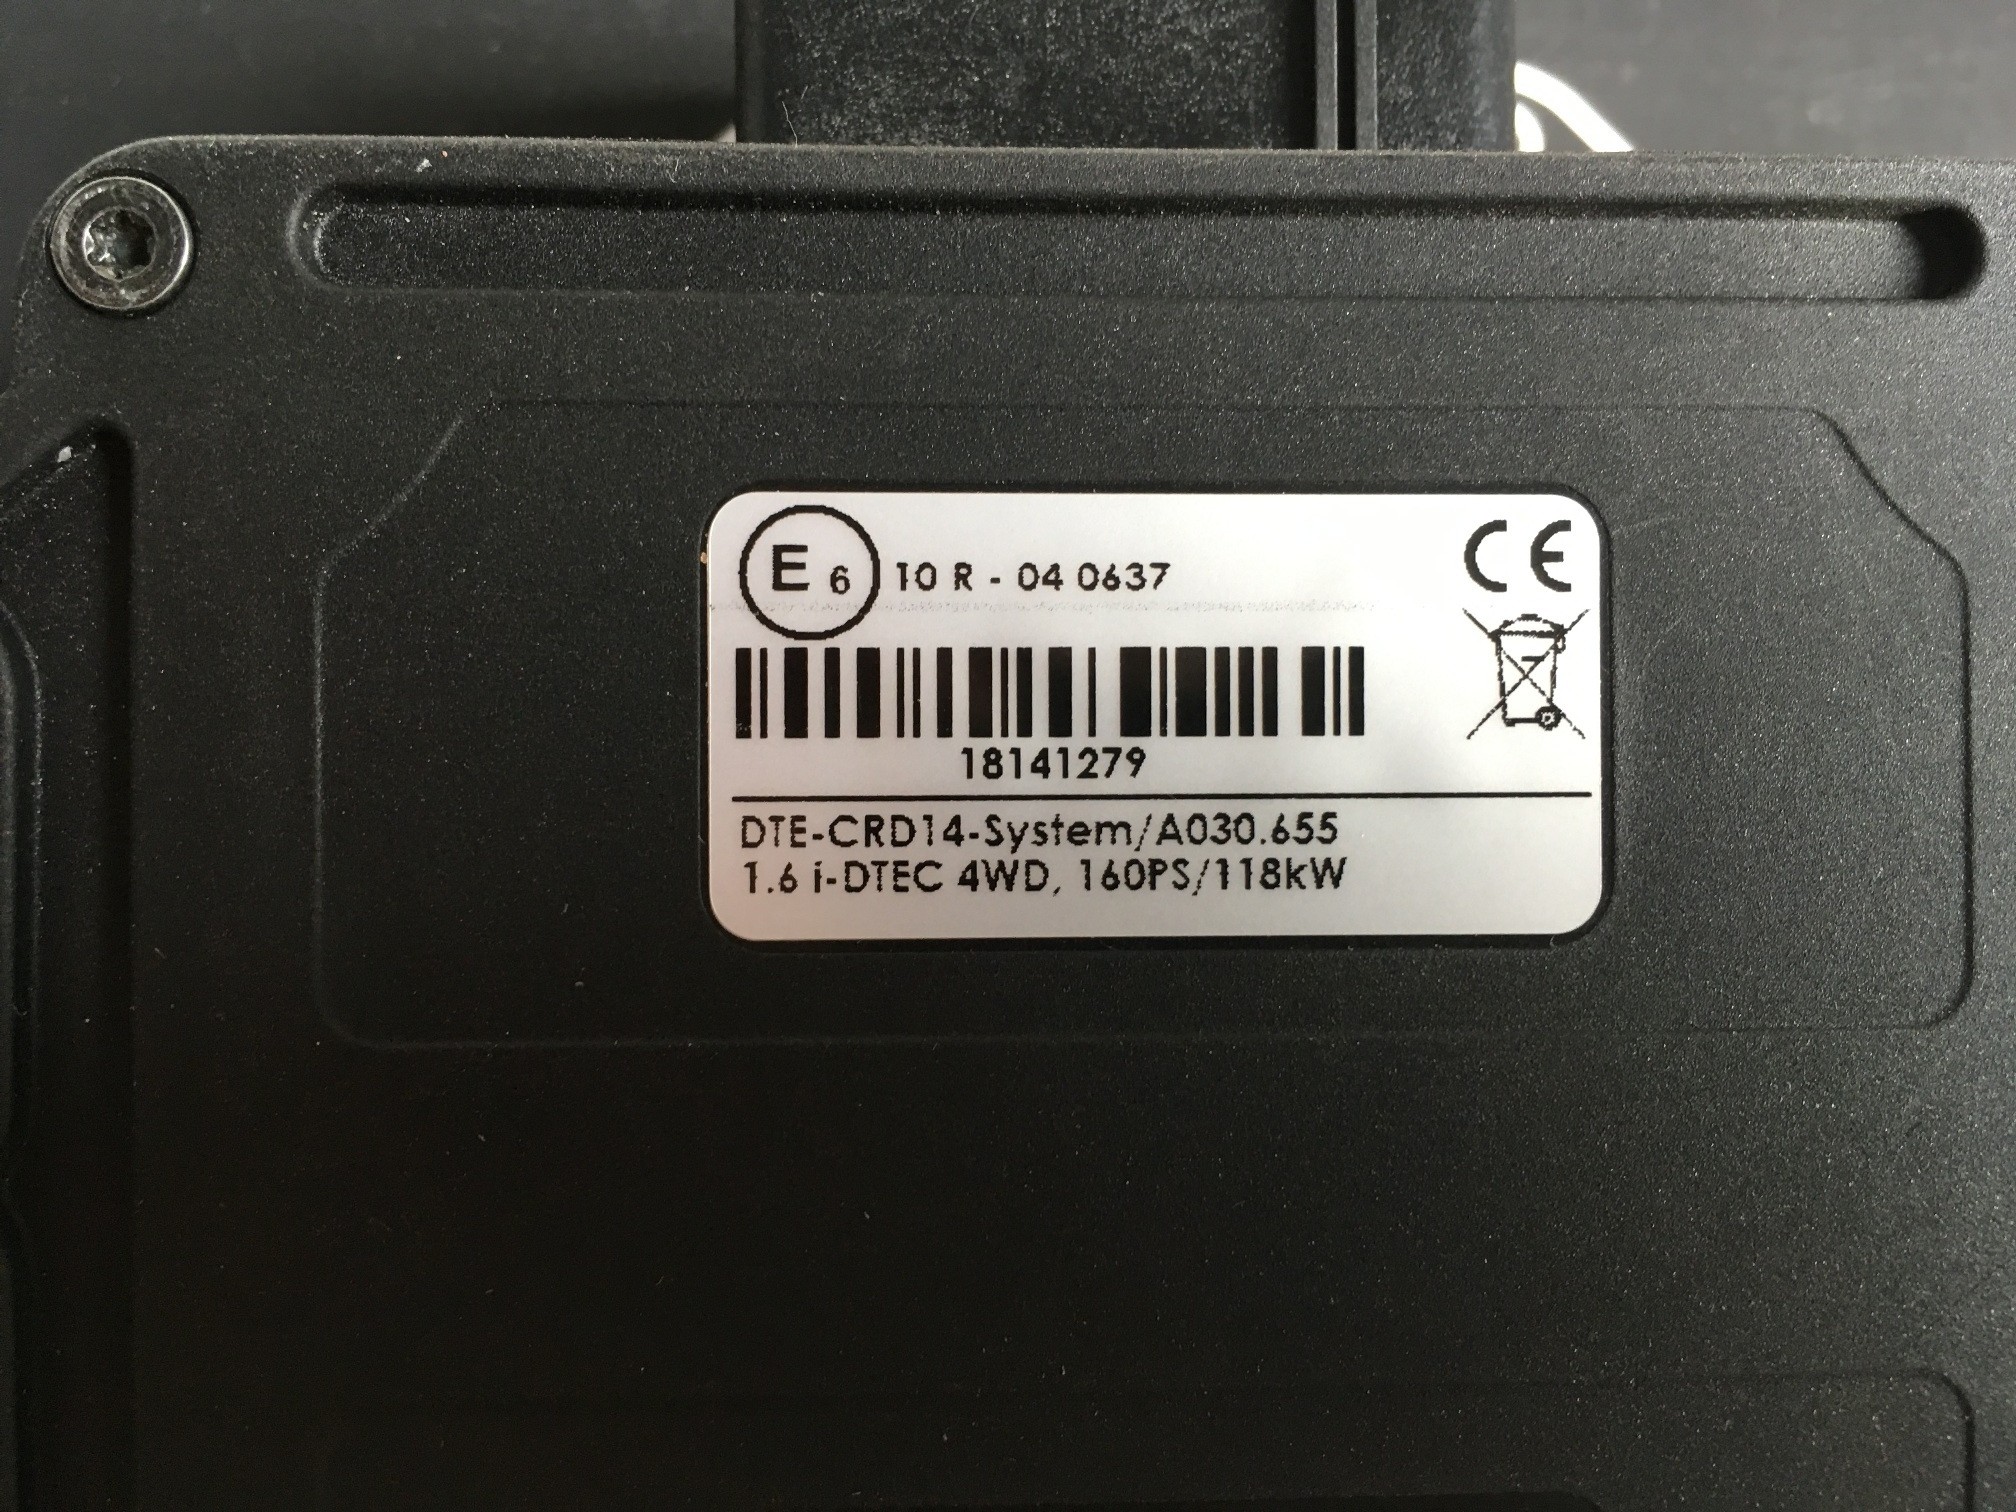 E 6 10 R - 04 0637 CE
18141279
DTE-CRD14-System/A030.655
1.6 i-DTEC 4WD, 160PS/118kW